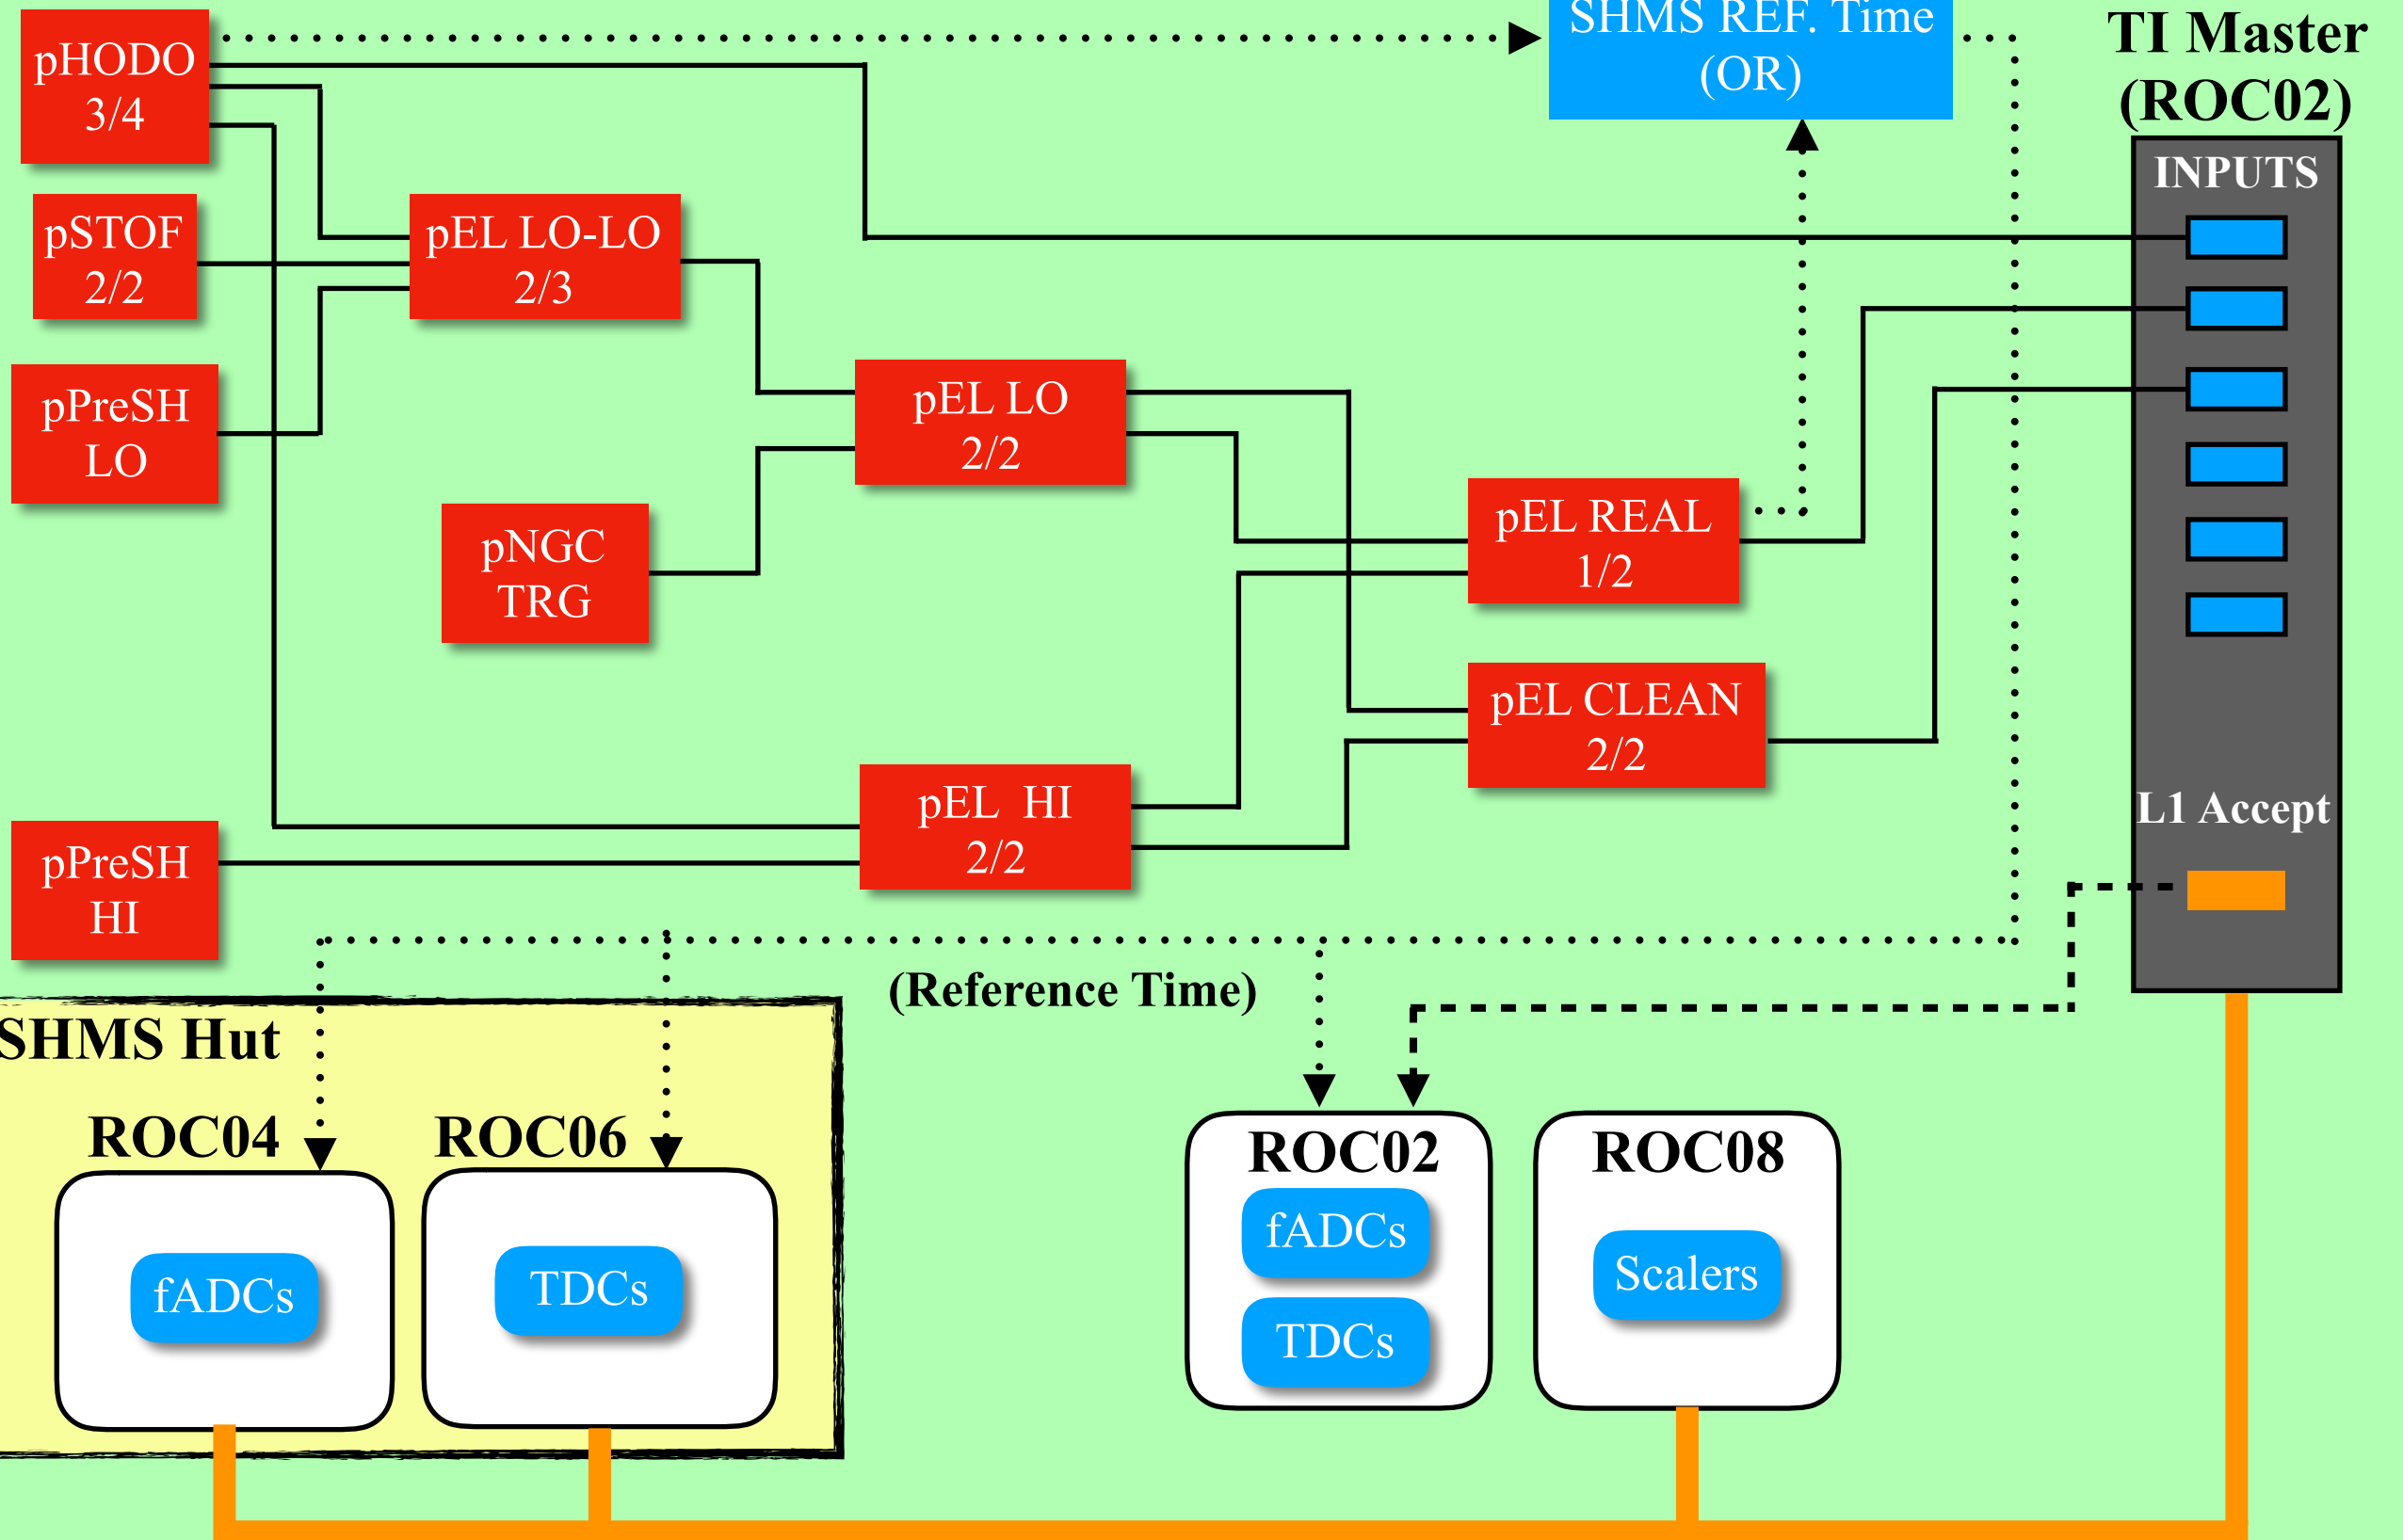 SHMS REF. Time
(OR)
TI Master
(ROC02)
pHODO
3/4
INPUTS
pSTOF
2/2
pEL LO-LO
2/3
pPreSH
LO
pEL LO
2/2
pNGC
TRG
pEL REAL
1/2
pEL CLEAN
2/2
pEL HI
2/2
L1 Accept
pPreSH
HI
(Reference Time)
SHMS Hut
ROC04
ROC06
ROC02
ROC08
fADCs
TDCs
fADCs
TDCs
Scalers